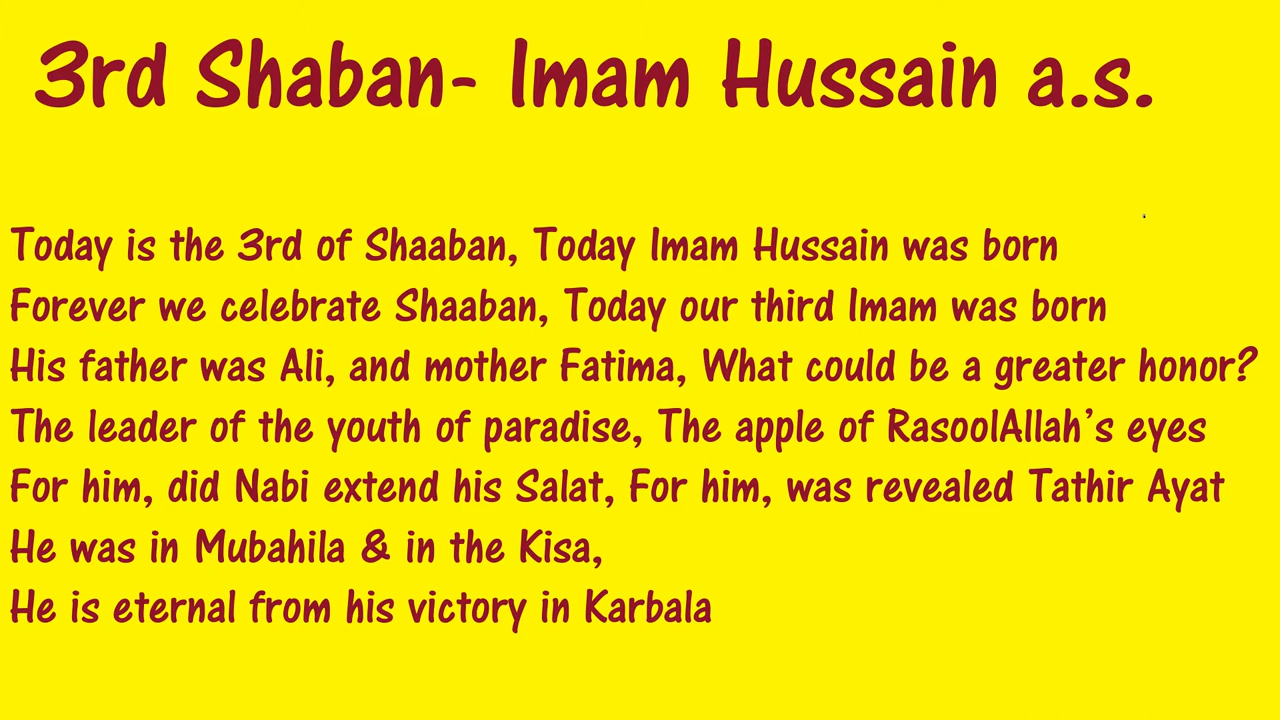 3rd Shaban- Imam Hussain a.s.
Today is the 3rd of Shaaban, Today Imam Hussain was born
Forever we celebrate Shaaban, Today our third Imam was born
His father was Ali, and mother Fatima, What could be a greater honor?
The leader of the youth of paradise, The apple of RasoolAllah’s eyes
For him, did Nabi extend his Salat, For him, was revealed Tathir Ayat
He was in Mubahila & in the Kisa,
He is eternal from his victory in Karbala